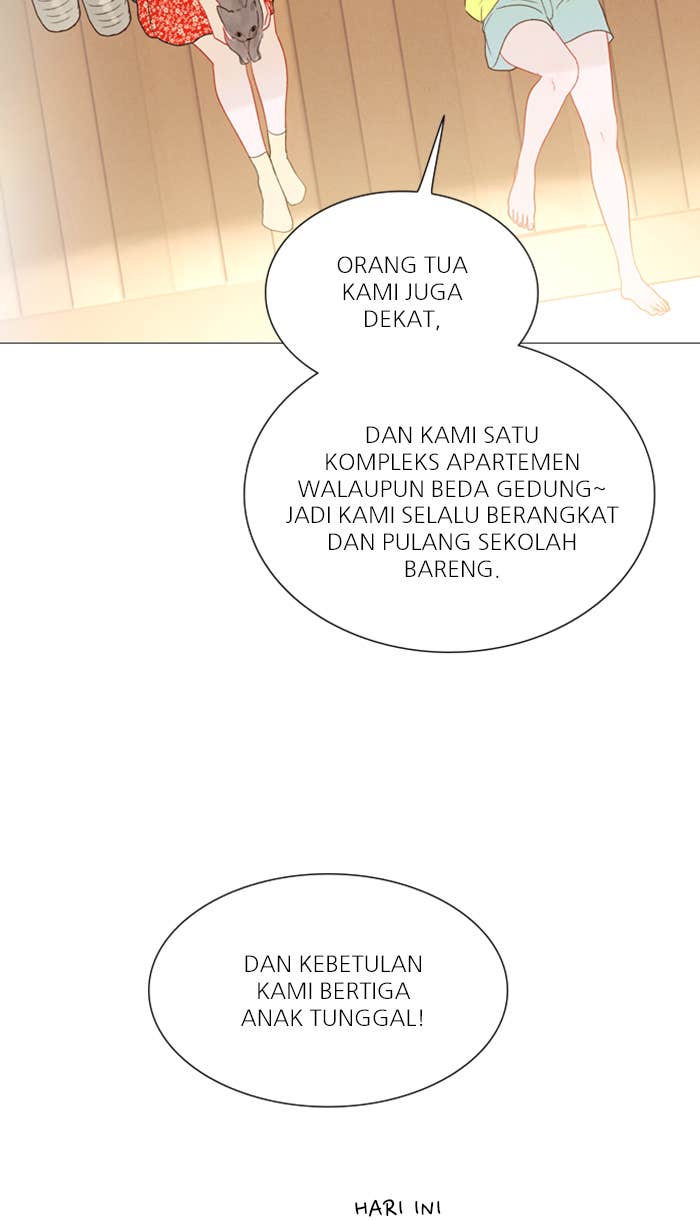 ORANG TUA
KAMI JUGA
DEKAT,
DAN KAMI SATU
KOMPLEKS APARTEMEN
WALAUPUN BEDA GEDUNG~
JADI KAMI SELALU BERANGKAT
DAN PULANG SEKOLAH
BARENG.
DAN KEBETULAN
KAMI BERTIGA
ANAK TUNGGAL!
HARI INI